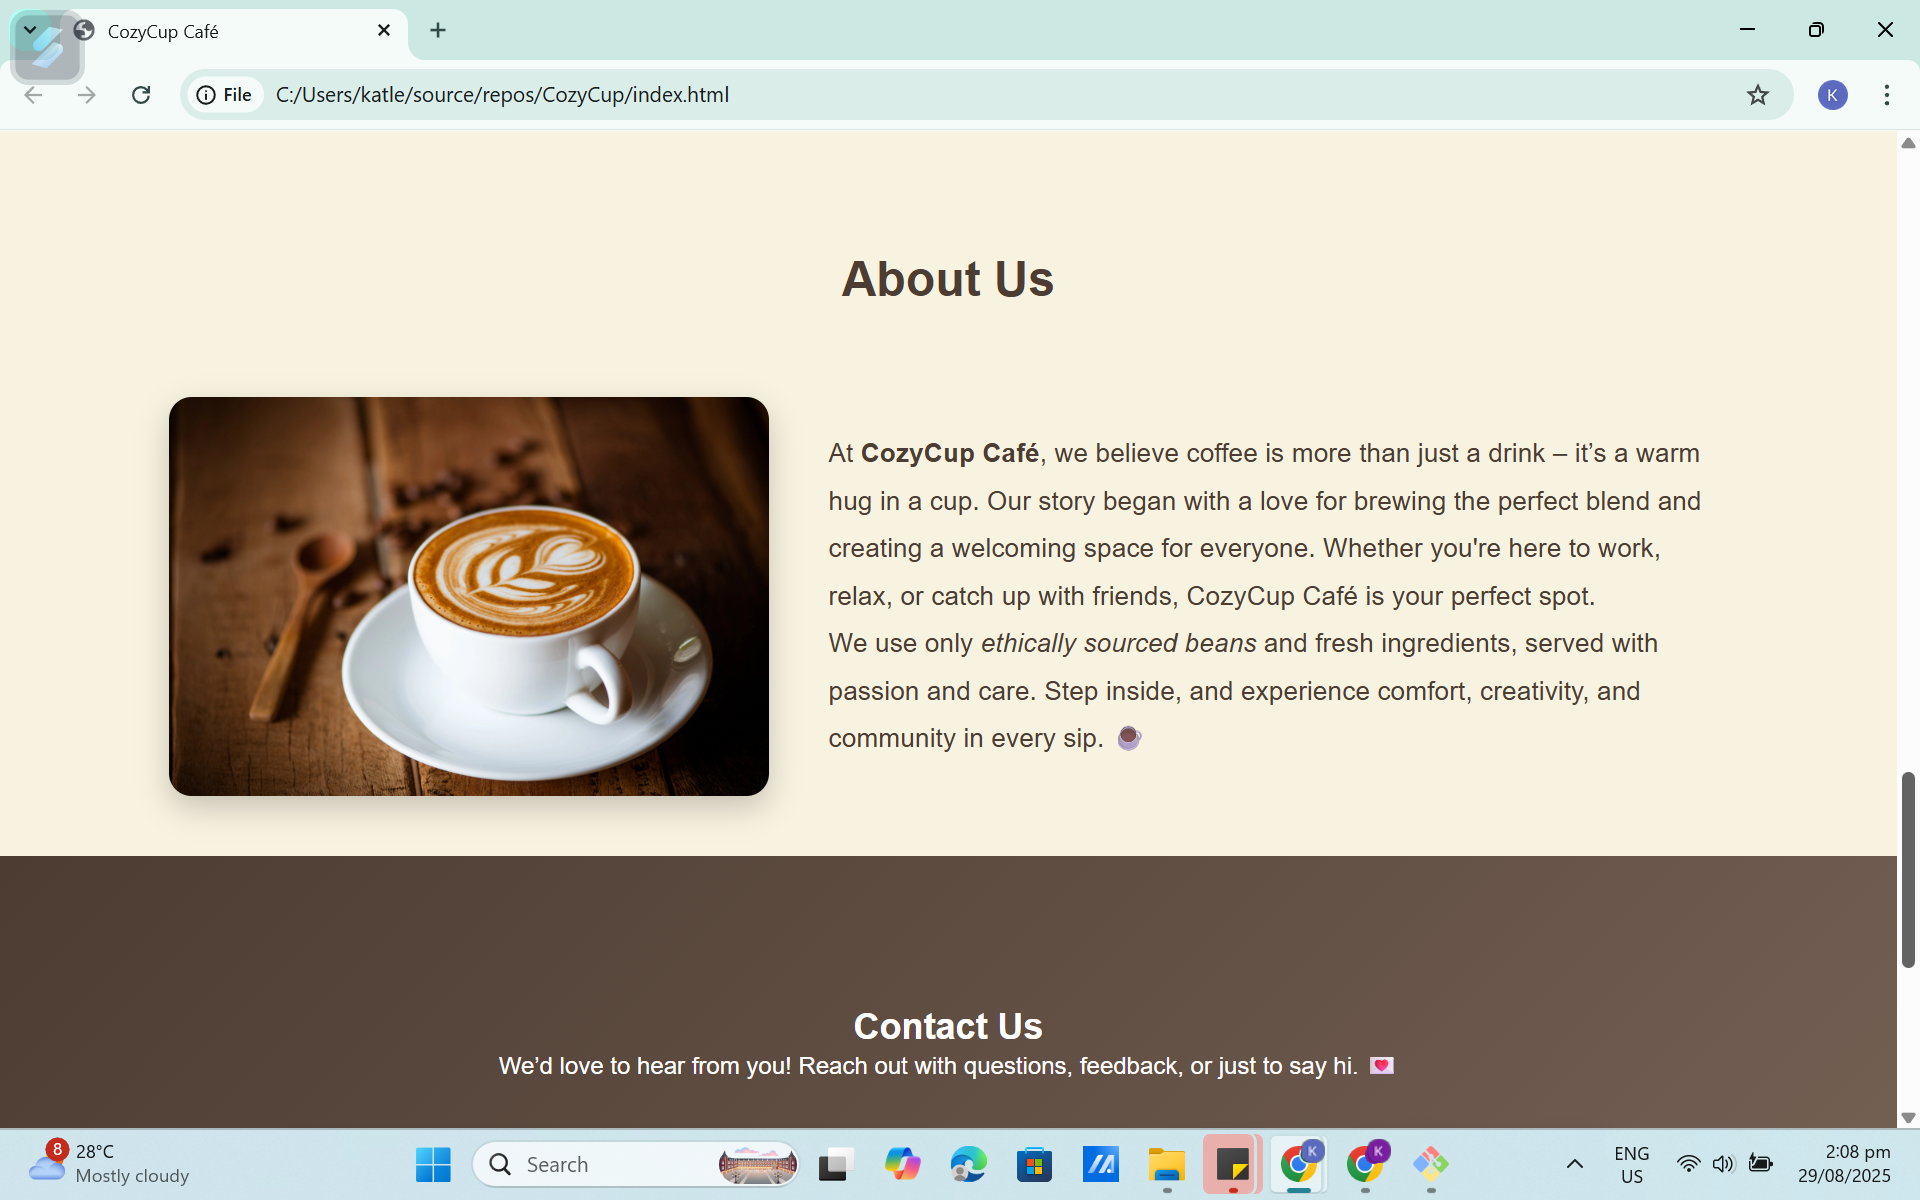 CozyCup Café
File
C:/Users/katle/source/repos/CozyCup/index.html
K
About Us
At CozyCup Café, we believe coffee is more than just a drink – it’s a warm
hug in a cup. Our story began with a love for brewing the perfect blend and
creating a welcoming space for everyone. Whether you're here to work,
relax, or catch up with friends, CozyCup Café is your perfect spot.
We use only ethically sourced beans and fresh ingredients, served with
passion and care. Step inside, and experience comfort, creativity, and
community in every sip. ☕
Contact Us
We’d love to hear from you! Reach out with questions, feedback, or just to say hi. 💌
8
28°C
Mostly cloudy
Search
K
K
ENG
US
2:08 pm
29/08/2025